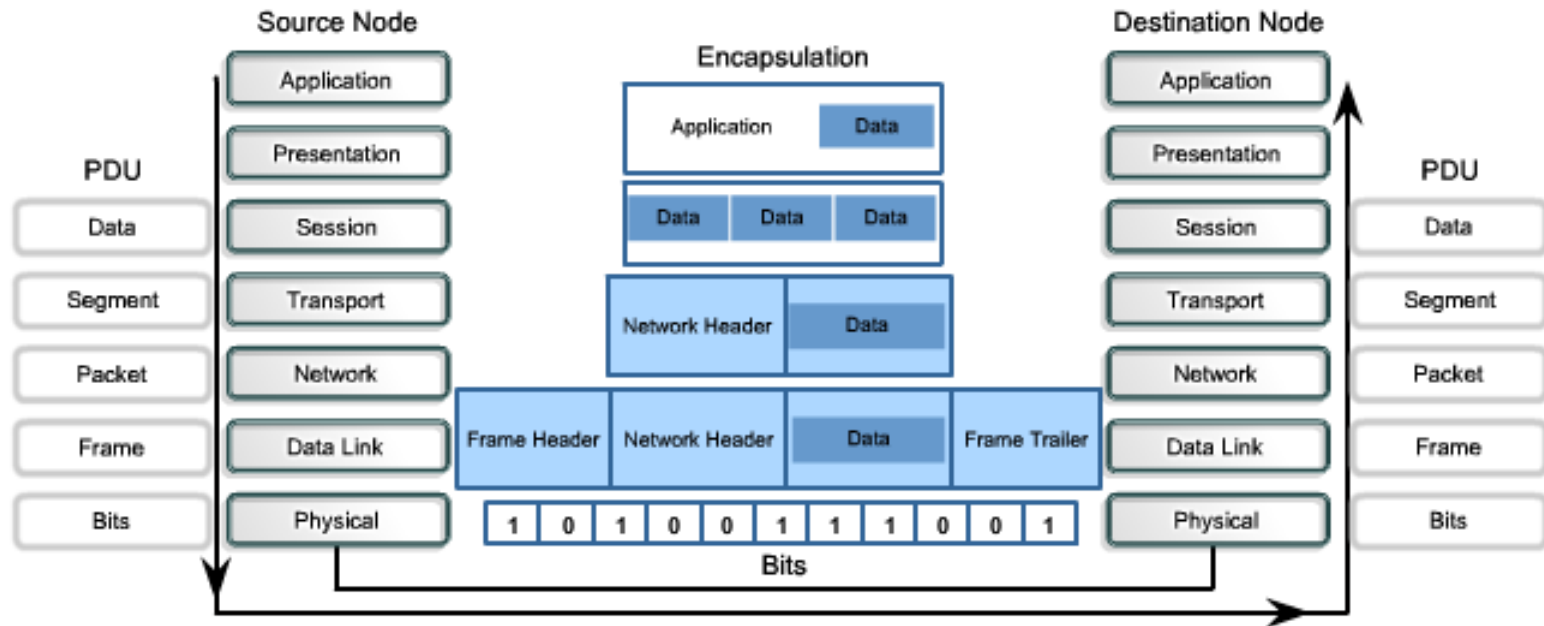 Source Node
Destination Node
Encapsulation
Application
Application
Data
Application
Presentation
Presentation
PDU
PDU
Data
Session
Data Data Data
Session
Data
Segment
Transport
Network Header Data
Transport
Segment
Packet
Network
Network
Packet
Frame
Data Link
Frame Header Network Header Data Frame Trailer
Data Link
Frame
Bits
Physical
1 0 1 0 0 1 1 1 0 0 1
Physical
Bits
Bits